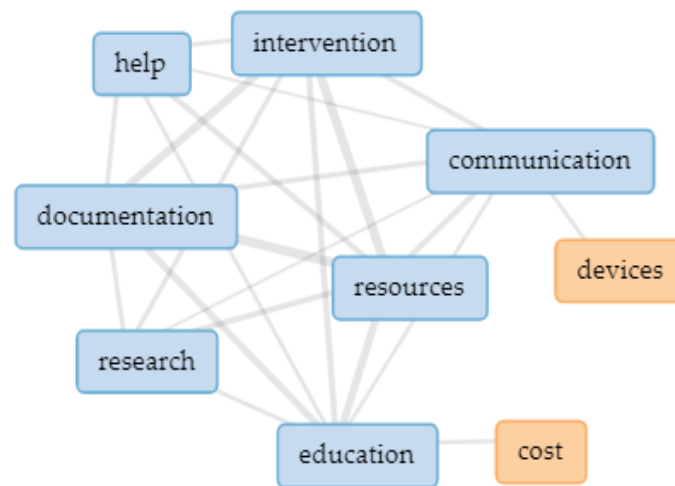 intervention
help
communication
documentation
devices
resources
research
education
cost